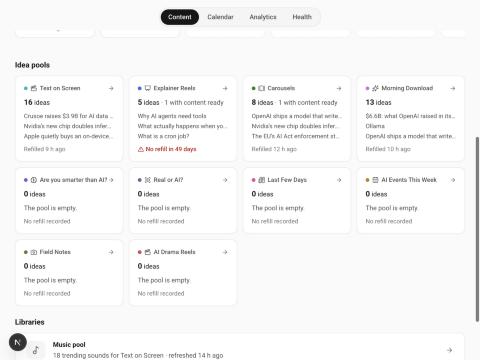 Content Calendar Analytics Health
Idea pools
Text on Screen
16 ideas
Crusoe raises $3.9B for AI data ...
Nvidia's new chip doubles infer...
Apple quietly buys an on-device...
Refilled 9 h ago
Explainer Reels
5 ideas · 1 with content ready
Why AI agents need tools
What actually happens when yo...
What is a cron job?
No refill in 49 days
Carousels
8 ideas · 1 with content ready
OpenAI ships a model that write...
Nvidia's new chip doubles infer...
The EU's AI Act enforcement st...
Refilled 12 h ago
Morning Download
13 ideas
$6.6B: what OpenAI raised in its...
Ollama
OpenAI ships a model that write...
Refilled 10 h ago
Are you smarter than AI?
0 ideas
The pool is empty.
No refill recorded
Real or AI?
0 ideas
The pool is empty.
No refill recorded
Last Few Days
0 ideas
The pool is empty.
No refill recorded
AI Events This Week
0 ideas
The pool is empty.
No refill recorded
Field Notes
0 ideas
The pool is empty.
No refill recorded
AI Drama Reels
0 ideas
The pool is empty.
No refill recorded
Libraries
N
Music pool
18 trending sounds for Text on Screen · refreshed 14 h ago